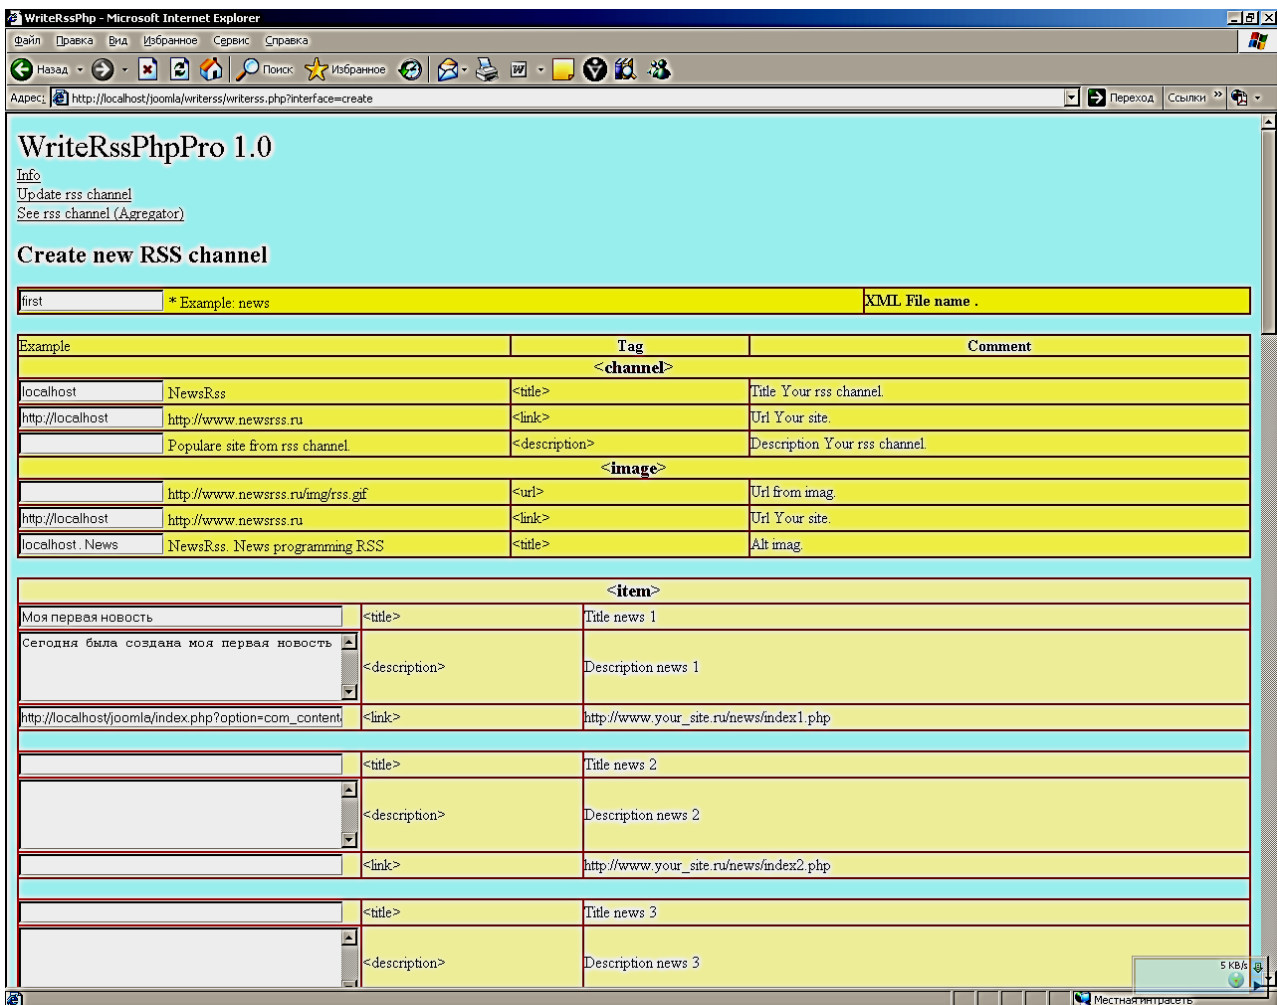 WriteRssPhp - Microsoft Internet Explorer
Файл Правка Вид Избранное Сервис Справка
Назад Поиск Избранное
Адрес: http://localhost/joomla/writerss/writerss.php?interface=create Переход Ссылки »
WriteRssPhpPro 1.0
Info
Update rss channel
See rss channel (Agregator)
Create new RSS channel
first * Example: news XML File name .
Example Tag Comment
<channel>
localhost NewsRss <title> Title Your rss channel.
http://localhost http://www.newsrss.ru <link> Url Your site.
Populare site from rss channel. <description> Description Your rss channel.
<image>
http://www.newsrss.ru/img/rss.gif <url> Url from imag.
http://localhost http://www.newsrss.ru <link> Url Your site.
localhost . News NewsRss. News programming RSS <title> Alt imag.
<item>
Моя первая новость <title> Title news 1
Сегодня была создана моя первая новость <description> Description news 1
http://localhost/joomla/index.php?option=com_content <link> http://www.your_site.ru/news/index1.php
<title> Title news 2
<description> Description news 2
<link> http://www.your_site.ru/news/index2.php
<title> Title news 3
<description> Description news 3
5 KB/s
Местная интрасеть